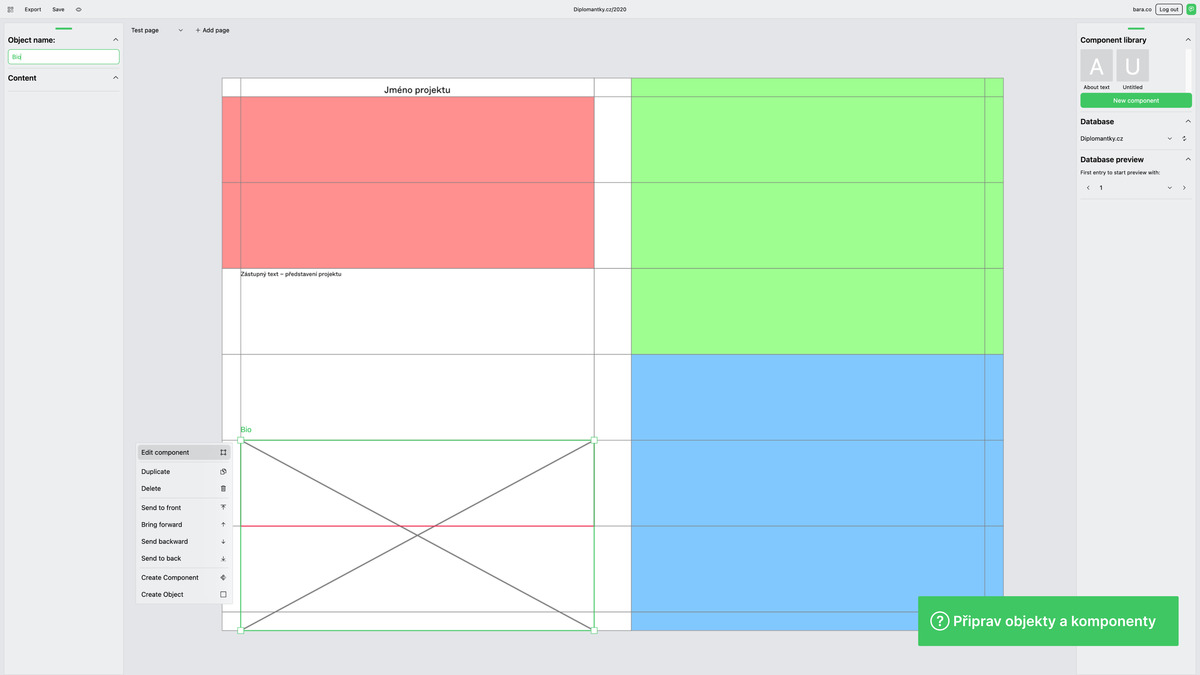 Export Save Diplomantky.cz/2020 bara.co Log out
Object name:
Bio
Content
Test page + Add page
Jméno projektu
Zástupný text – představení projektu
Bio
Edit component
Duplicate
Delete
Send to front
Bring forward
Send backward
Send to back
Create Component
Create Object
Component library
A U
About text Untitled
New component
Database
Diplomantky.cz
Database preview
First entry to start preview with:
1
? Připrav objekty a komponenty